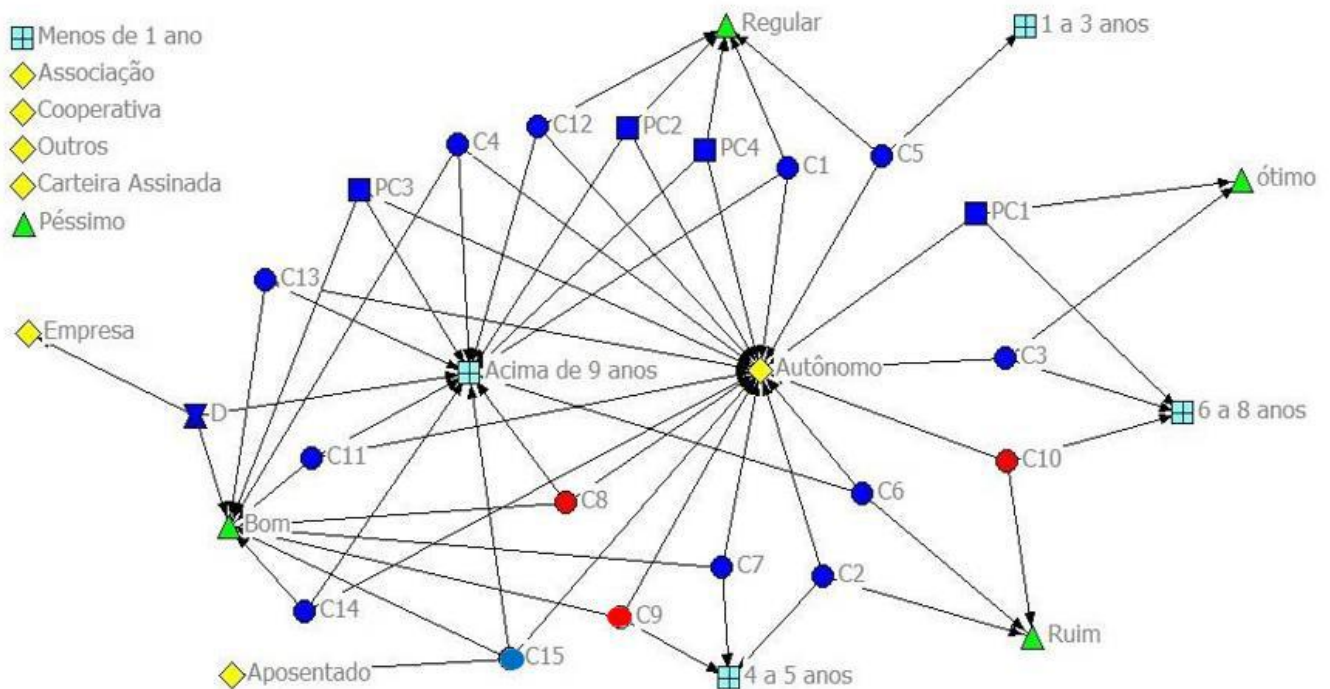 Menos de 1 ano
Associação
Cooperativa
Outros
Carteira Assinada
Péssimo
Regular
1 a 3 anos
C12
PC2
C4
PC4
C1
C5
PC3
ótimo
PC1
C13
Empresa
Acima de 9 anos
Autônomo
C3
D
6 a 8 anos
C11
C10
C8
C6
Bom
C7
C2
C14
C9
Ruim
C15
Aposentado
4 a 5 anos